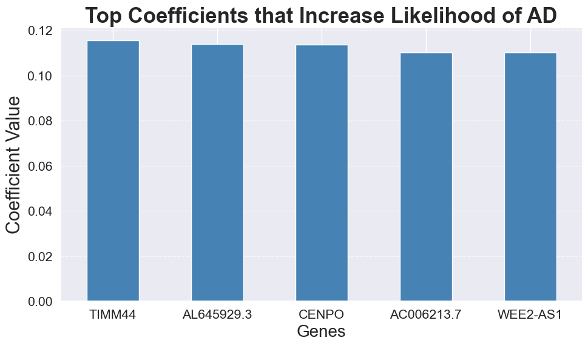 Top Coefficients that Increase Likelihood of AD
Coefficient Value
0.12
0.10
0.08
0.06
0.04
0.02
0.00
TIMM44 AL645929.3 CENPO AC006213.7 WEE2-AS1
Genes